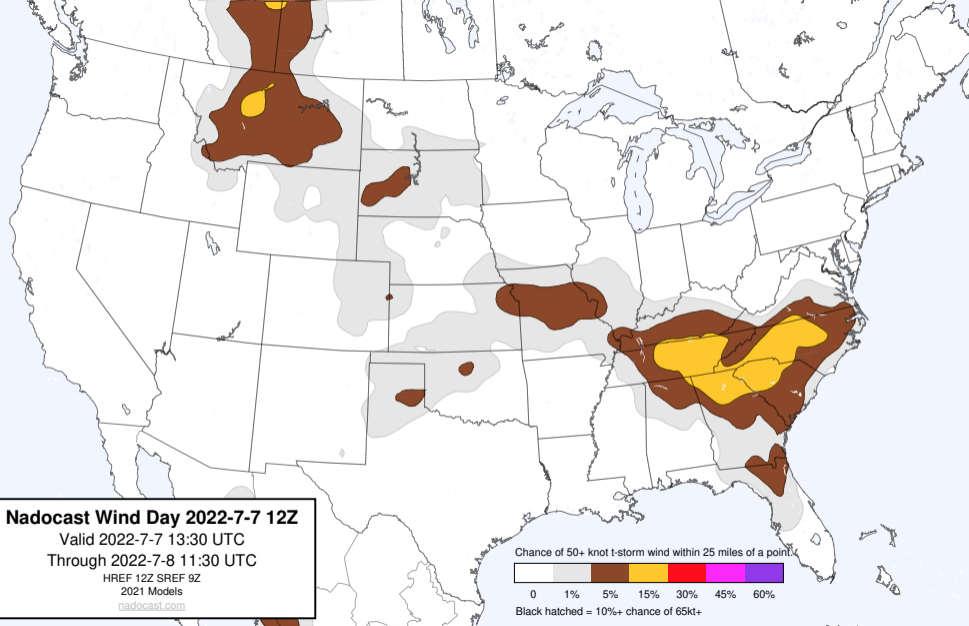 Nadocast Wind Day 2022-7-7 12Z
Valid 2022-7-7 13:30 UTC
Through 2022-7-8 11:30 UTC
HREF 12Z SREF 9Z
2021 Models
nadocast.com
Chance of 50+ knot t-storm wind within 25 miles of a point.
0 1% 5% 15% 30% 45% 60%
Black hatched = 10%+ chance of 65kt+